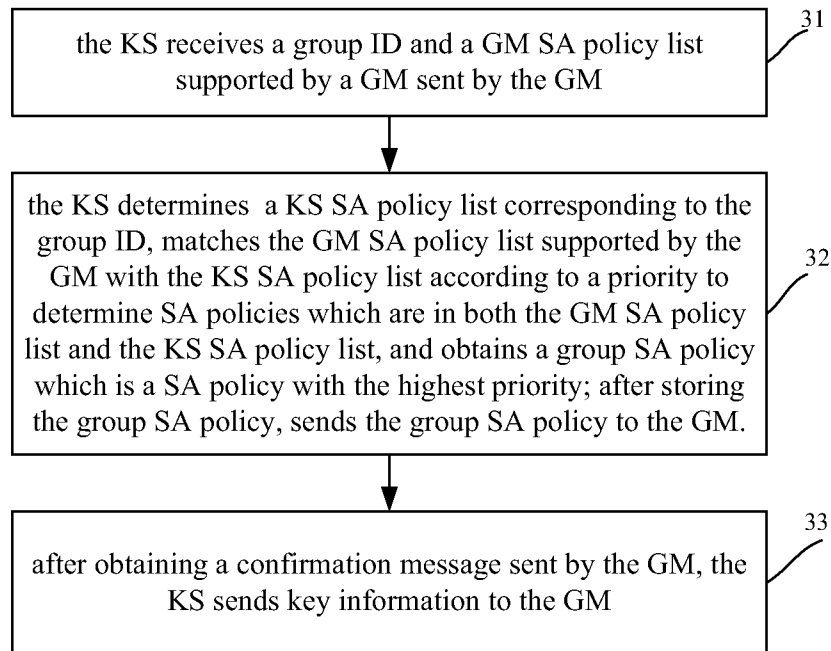 31
the KS receives a group ID and a GM SA policy list
supported by a GM sent by the GM
the KS determines a KS SA policy list corresponding to the
group ID, matches the GM SA policy list supported by the
GM with the KS SA policy list according to a priority to
determine SA policies which are in both the GM SA policy
list and the KS SA policy list, and obtains a group SA policy
which is a SA policy with the highest priority; after storing
the group SA policy, sends the group SA policy to the GM.
32
after obtaining a confirmation message sent by the GM, the
KS sends key information to the GM
33